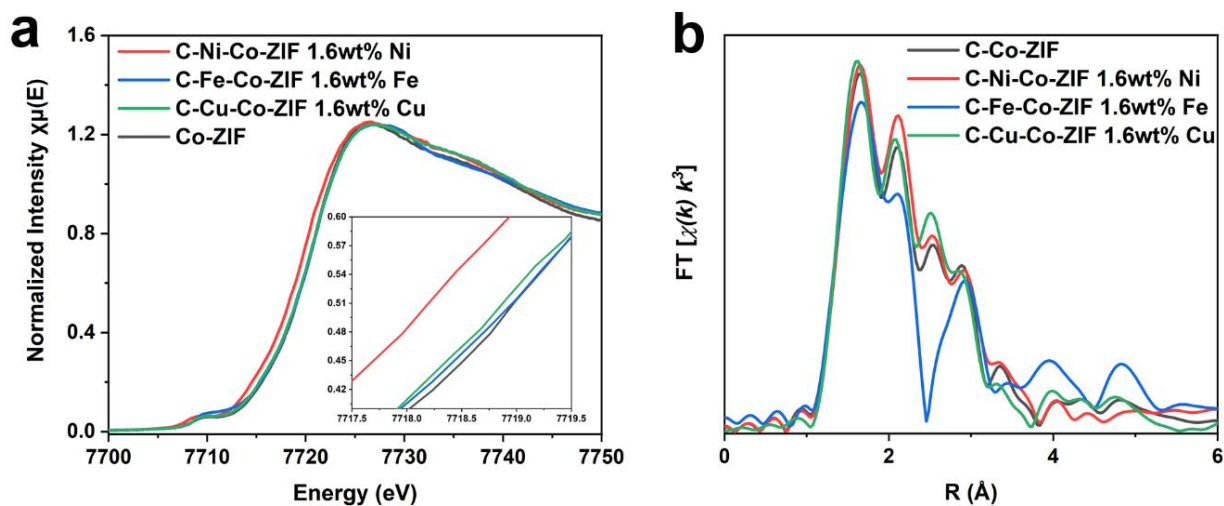 a
C-Ni-Co-ZIF 1.6wt% Ni
C-Fe-Co-ZIF 1.6wt% Fe
C-Cu-Co-ZIF 1.6wt% Cu
Co-ZIF
Normalized Intensity χμ(E)
1.6
1.2
0.8
0.4
0.0
7700 7710 7720 7730 7740 7750
Energy (eV)
0.60
0.57
0.54
0.51
0.48
0.45
0.42
7717.5 7718.0 7718.5 7719.0 7719.5
b
C-Co-ZIF
C-Ni-Co-ZIF 1.6wt% Ni
C-Fe-Co-ZIF 1.6wt% Fe
C-Cu-Co-ZIF 1.6wt% Cu
FT [χ(k) k³]
0 2 4 6
R (Å)